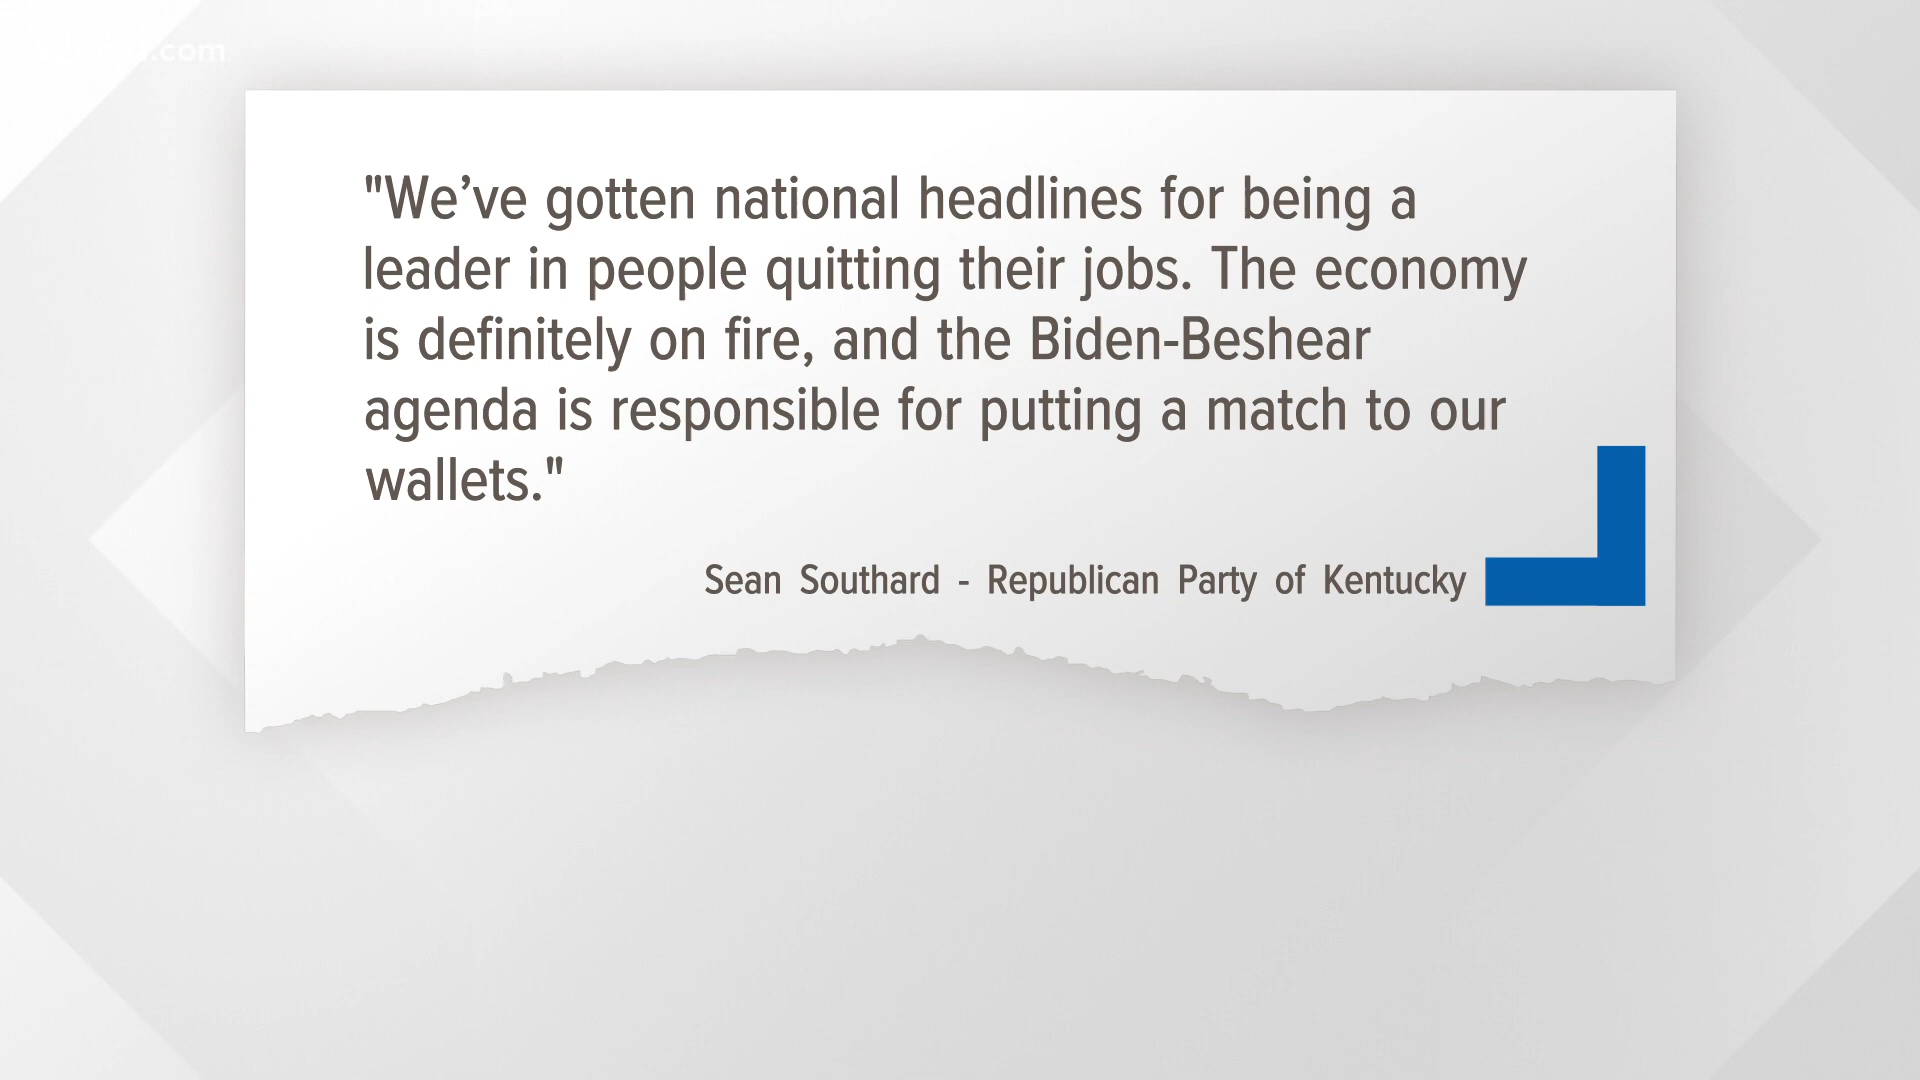 "We’ve gotten national headlines for being a
leader in people quitting their jobs. The economy
is definitely on fire, and the Biden-Beshear
agenda is responsible for putting a match to our
wallets."
Sean Southard - Republican Party of Kentucky